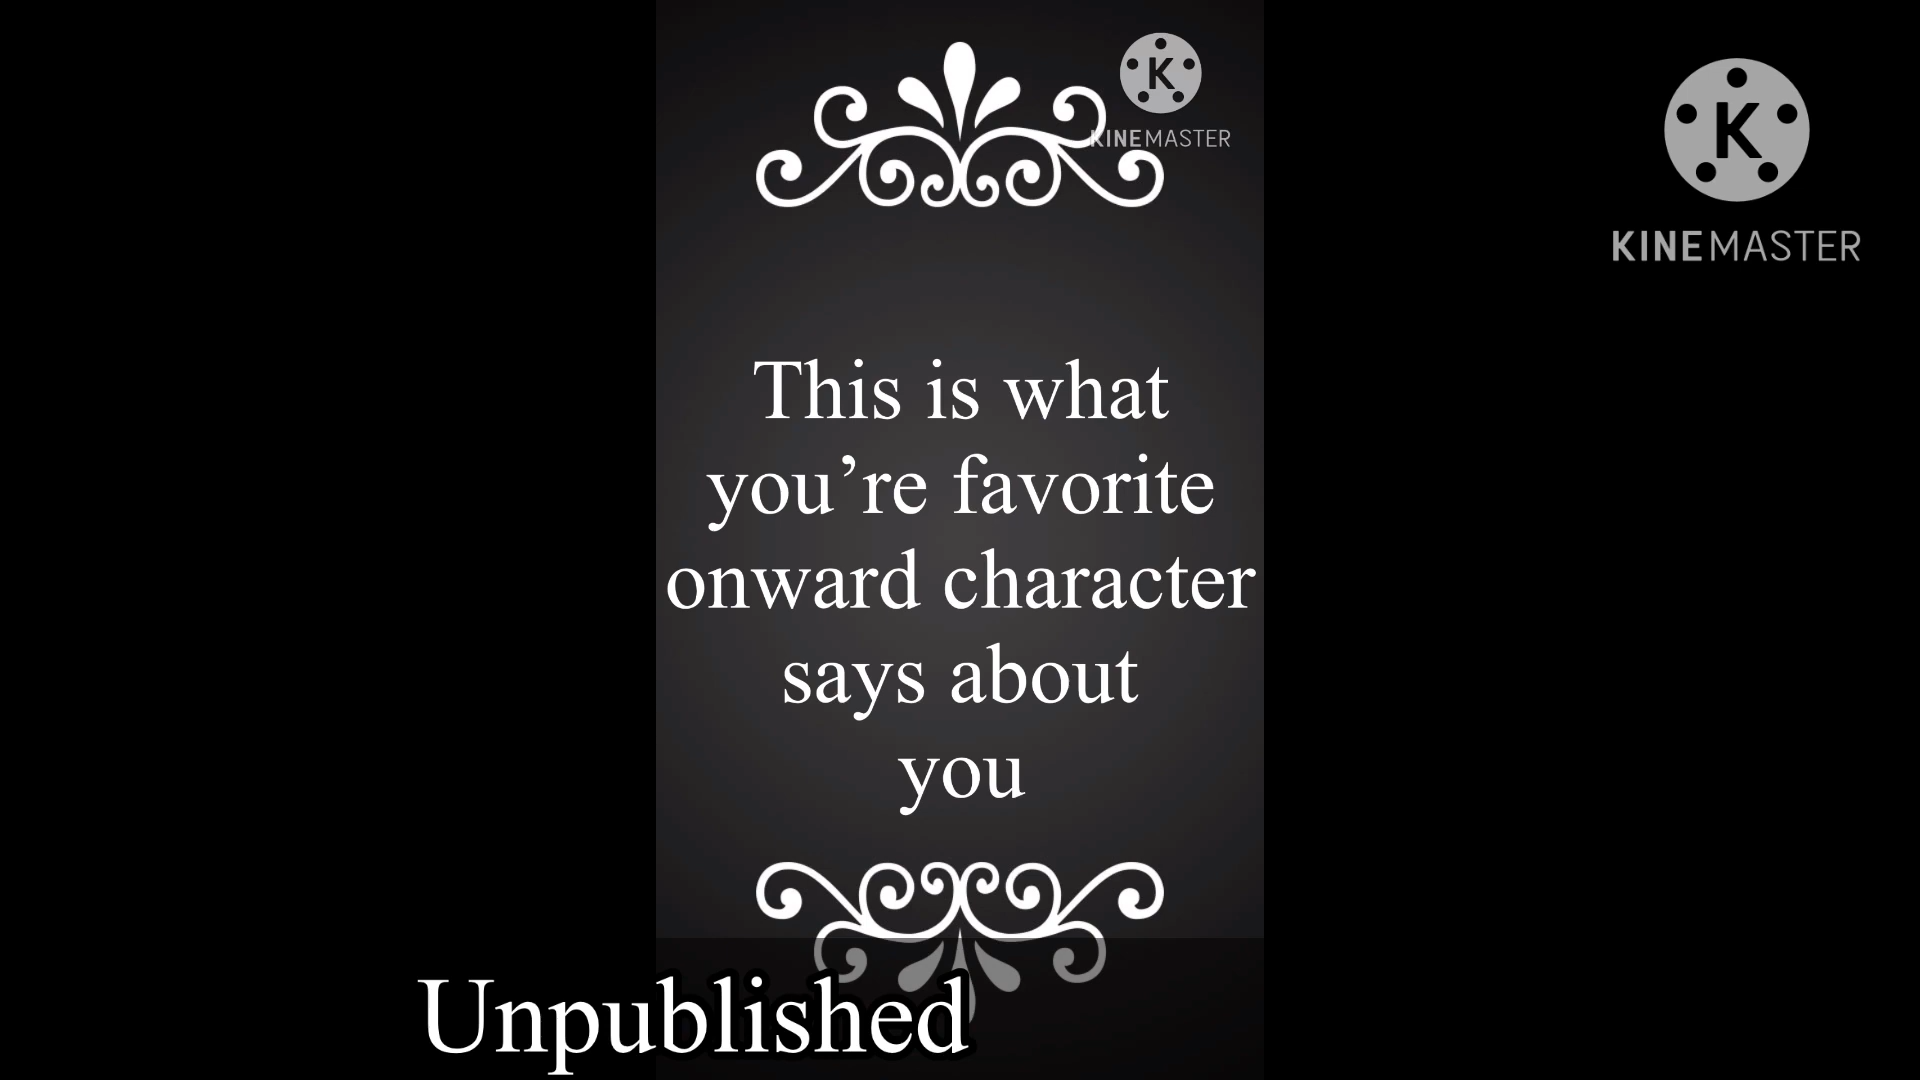 K
KINEMASTER
K
KINEMASTER
This is what
you’re favorite
onward character
says about
you
Unpublished